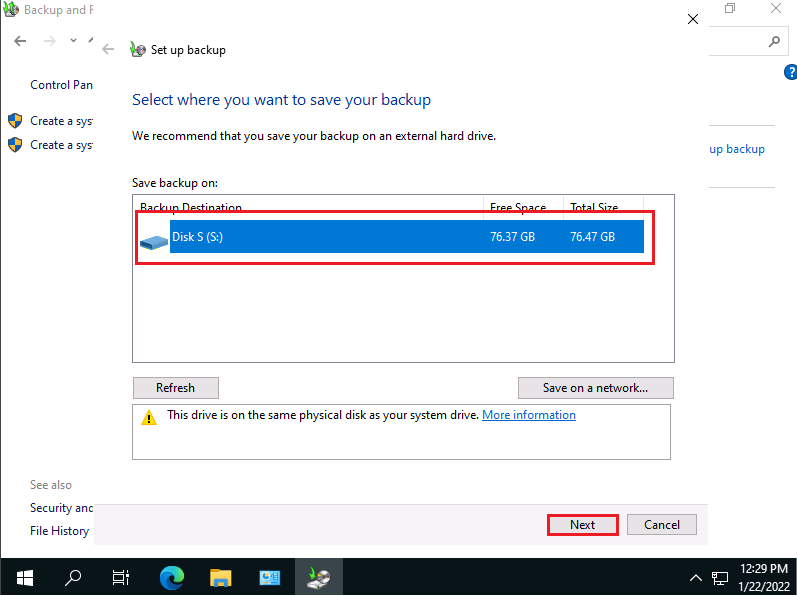 Backup and F
Set up backup
Control Pan
Create a sys
Create a sys
Select where you want to save your backup
We recommend that you save your backup on an external hard drive.
up backup
Save backup on:
Backup Destination Free Space Total Size
Disk S (S:) 76.37 GB 76.47 GB
Refresh Save on a network...
This drive is on the same physical disk as your system drive. More information
See also
Security and
File History
Next Cancel
12:29 PM
1/22/2022